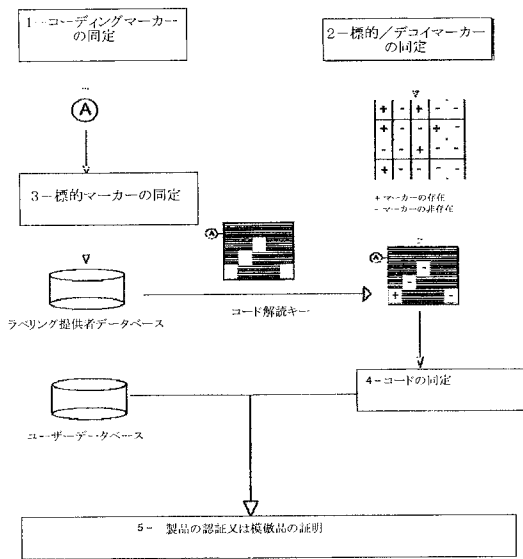 1-コーディングマーカー
の同定
2-標的/デコイマーカー
の同定
A
+ - + - -
+ - - + -
- - + - -
+ - - - -
+マーカーの存在
-マーカーの非存在
3-標的マーカーの同定
A
A
-
-
+ -
ラベリング提供者データベース
コード解読キー
4-コードの同定
ユーザーデータベース
5- 製品の認証又は模倣品の証明